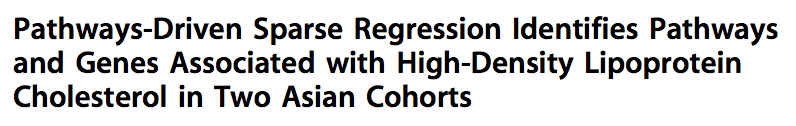 Pathways-Driven Sparse Regression Identifies Pathways
and Genes Associated with High-Density Lipoprotein
Cholesterol in Two Asian Cohorts